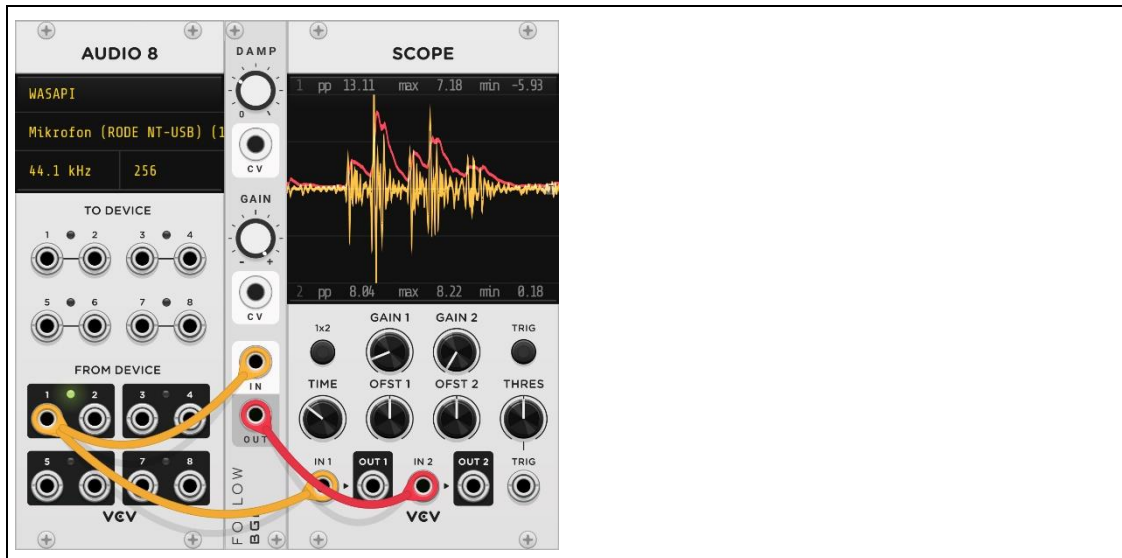 AUDIO 8
WASAPI
Mikrofon (RODE NT-USB) (1
44.1 kHz 256
TO DEVICE
1 2 3 4
5 6 7 8
FROM DEVICE
1 2 3 4
5 6 7 8
VCV
DAMP
0
CV
GAIN
- +
CV
IN
OUT
FOLLOW
SCOPE
1 pp 13.11 max 7.18 min -5.93
2 pp 8.04 max 8.22 min 0.18
1x2 GAIN 1 GAIN 2 TRIG
TIME OFST 1 OFST 2 THRES
IN 1 OUT 1 IN 2 OUT 2 TRIG
VCV